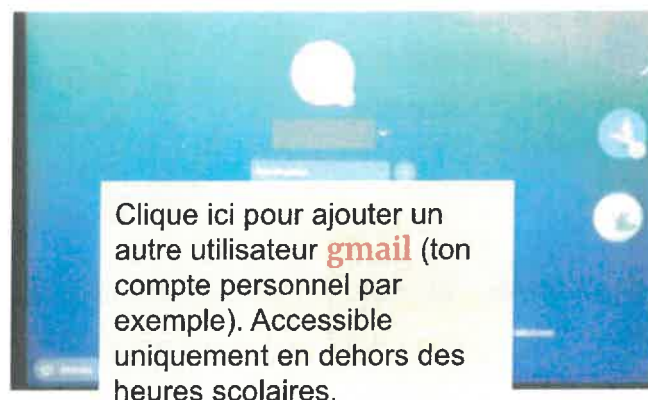 Clique ici pour ajouter un
autre utilisateur gmail (ton
compte personnel par
exemple). Accessible
uniquement en dehors des
heures scolaires.